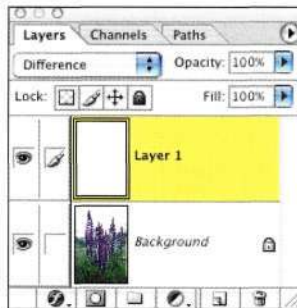 Layers Channels Paths
Difference Opacity: 100%
Lock: Fill: 100%
Layer 1
Background